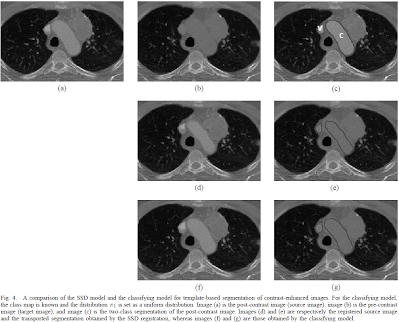 (a)
(b)
V
C
(c)
(d)
(e)
(f)
(g)
Fig. 4. A comparison of the SSD model and the classifying model for template-based segmentation of contrast-enhanced images. For the classifying model,
the class map is known and the distribution π₁ is set as a uniform distribution. Image (a) is the post-contrast image (source image), image (b) is the pre-contrast
image (target image), and image (c) is the two-class segmentation of the post-contrast image. Images (d) and (e) are respectively the registered source image
and the transported segmentation obtained by the SSD registration, whereas images (f) and (g) are those obtained by the classifying model.